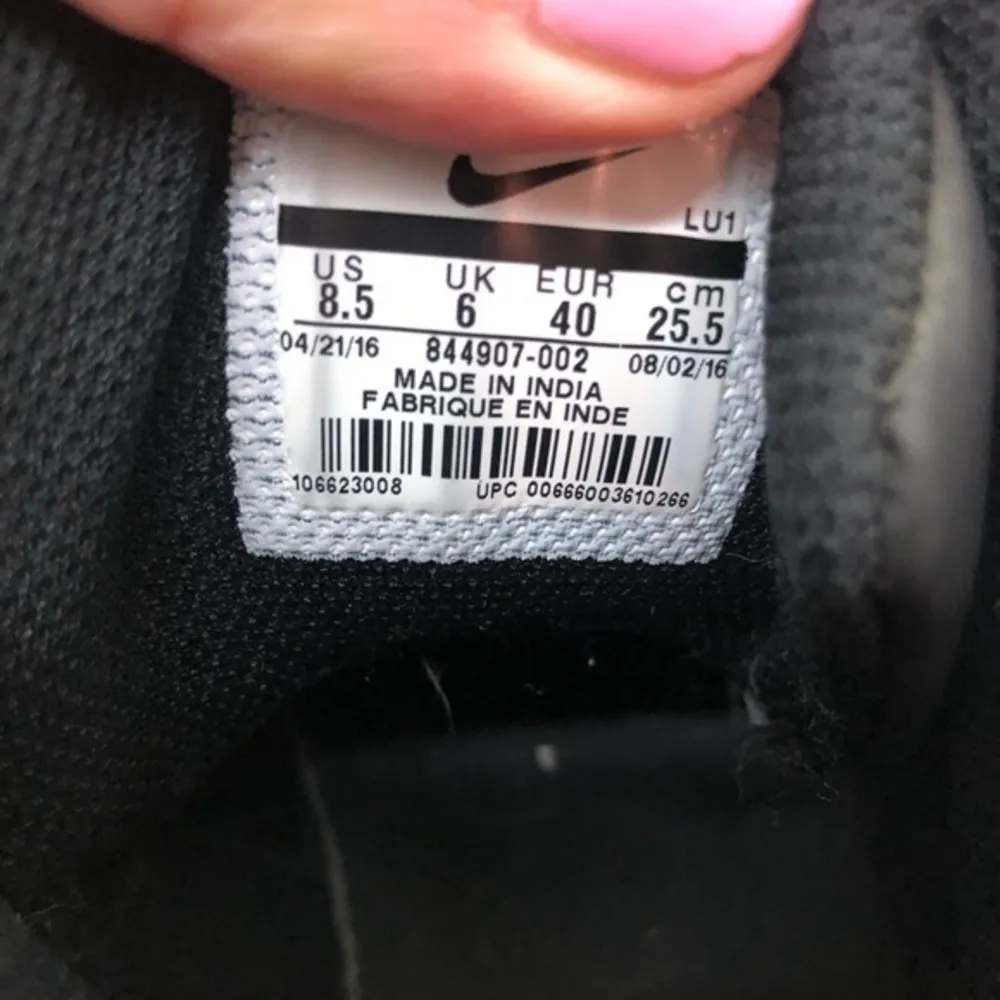 LU1
US UK EUR cm
8.5 6 40 25.5
04/21/16 844907-002 08/02/16
MADE IN INDIA
FABRIQUE EN INDE
106623008 UPC 00666003610266